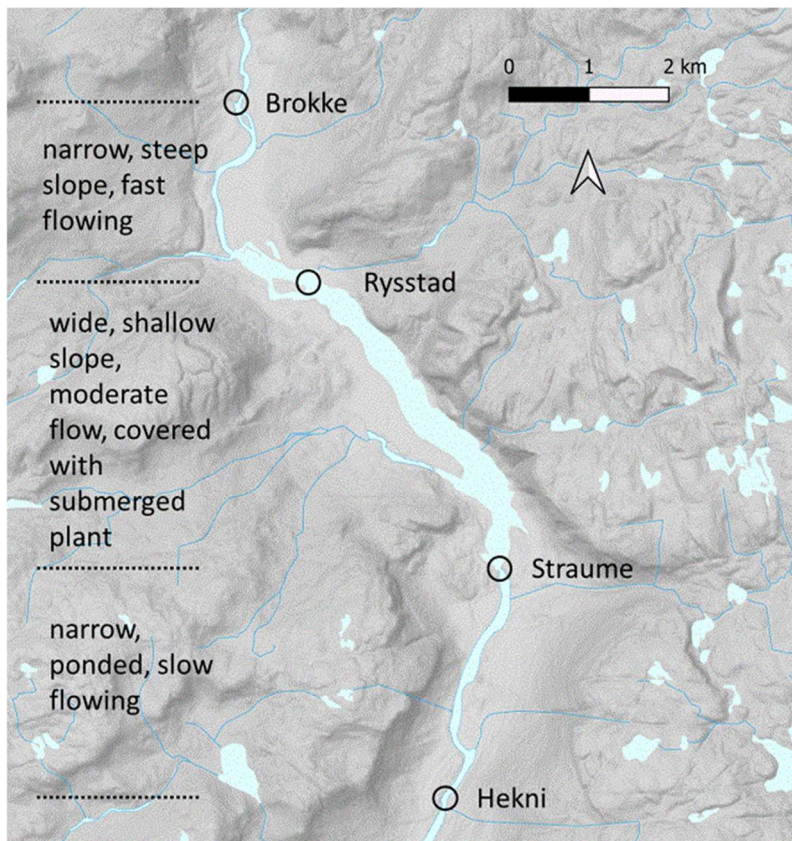 0 1 2 km
Brokke
narrow, steep
slope, fast
flowing
Rysstad
wide, shallow
slope,
moderate
flow, covered
with
submerged
plant
Straume
narrow,
ponded, slow
flowing
Hekni